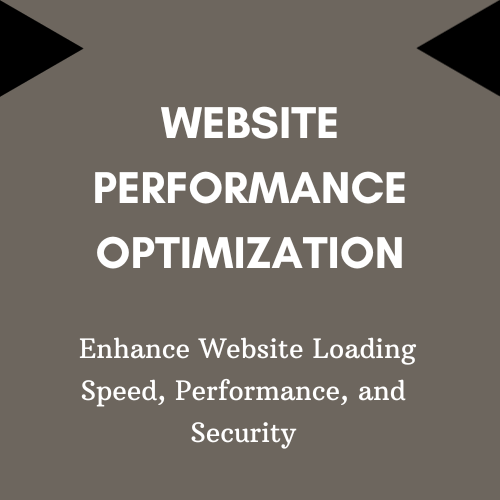 WEBSITE
PERFORMANCE
OPTIMIZATION
Enhance Website Loading
Speed, Performance, and
Security